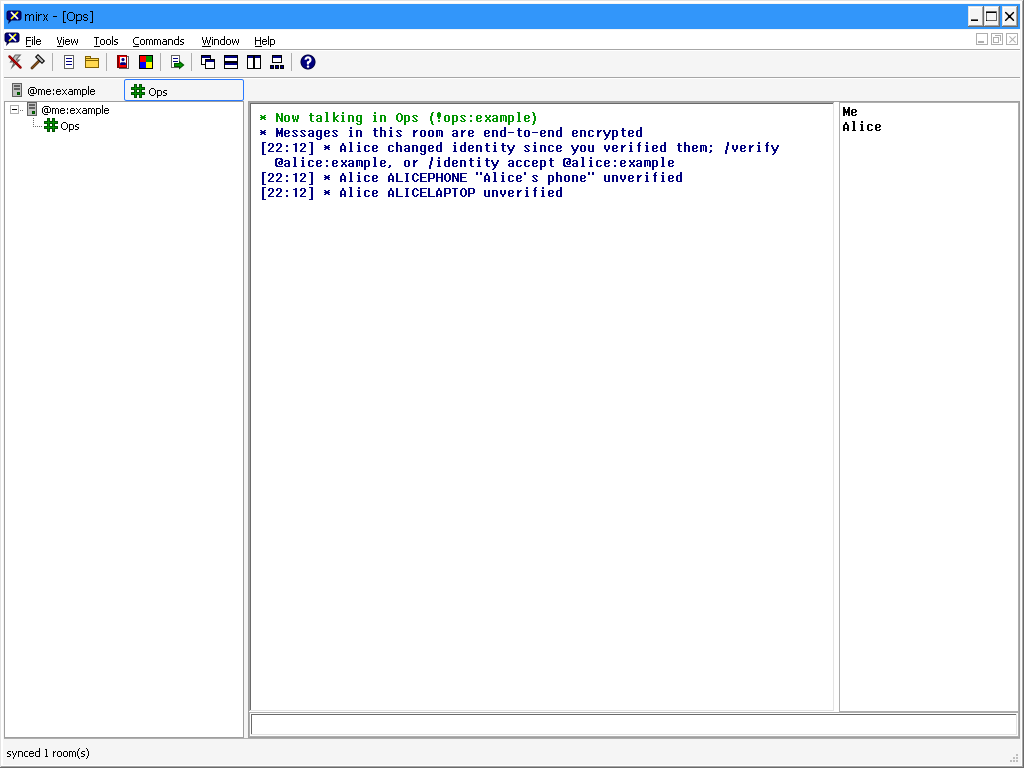 mirx - [Ops]
File View Tools Commands Window Help
@me:example Ops
@me:example
Ops
* Now talking in Ops (!ops:example)
* Messages in this room are end-to-end encrypted
[22:12] * Alice changed identity since you verified them; /verify
@alice:example, or /identity accept @alice:example
[22:12] * Alice ALICEPHONE "Alice's phone" unverified
[22:12] * Alice ALICELAPTOP unverified
Me
Alice
synced 1 room(s)